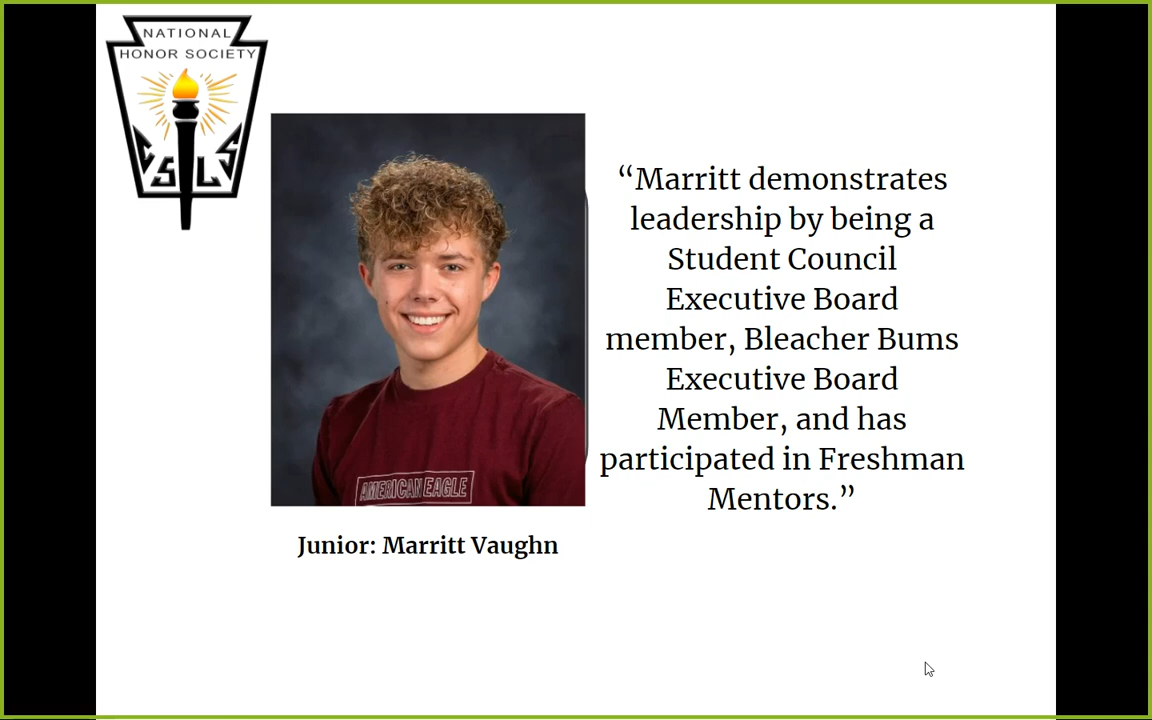 NATIONAL
HONOR SOCIETY
C S L S
“Marritt demonstrates
leadership by being a
Student Council
Executive Board
member, Bleacher Bums
Executive Board
Member, and has
participated in Freshman
Mentors.”
AMERICAN EAGLE
Junior: Marritt Vaughn